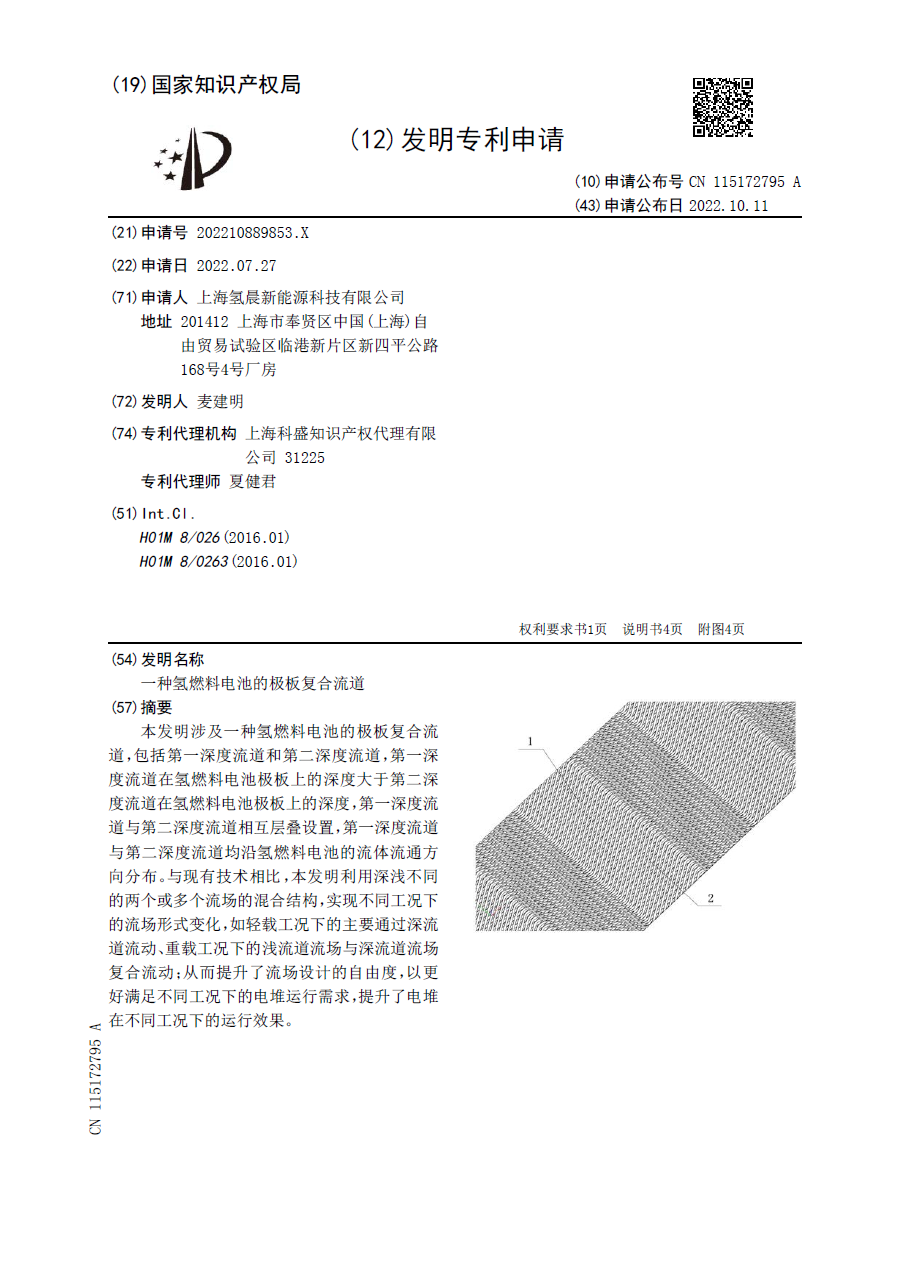 (19)国家知识产权局
(12)发明专利申请
(10)申请公布号 CN 115172795 A
(43)申请公布日 2022.10.11
(21)申请号 202210889853.X
(22)申请日 2022.07.27
(71)申请人 上海氢晨新能源科技有限公司
地址 201412 上海市奉贤区中国(上海)自
由贸易试验区临港新片区新四平公路
168号4号厂房
(72)发明人 麦建明
(74)专利代理机构 上海科盛知识产权代理有限
公司 31225
专利代理师 夏健君
(51)Int.Cl.
H01M 8/026(2016.01)
H01M 8/0263(2016.01)
权利要求书1页 说明书4页 附图4页
(54)发明名称
一种氢燃料电池的极板复合流道
(57)摘要
本发明涉及一种氢燃料电池的极板复合流
道,包括第一深度流道和第二深度流道,第一深
度流道在氢燃料电池极板上的深度大于第二深
度流道在氢燃料电池极板上的深度,第一深度流
道与第二深度流道相互层叠设置,第一深度流道
与第二深度流道均沿氢燃料电池的流体流通方
向分布。与现有技术相比,本发明利用深浅不同
的两个或多个流场的混合结构,实现不同工况下
的流场形式变化,如轻载工况下的主要通过深流
道流动、重载工况下的浅流道流场与深流道流场
复合流动;从而提升了流场设计的自由度,以更
好满足不同工况下的电堆运行需求,提升了电堆
在不同工况下的运行效果。
1
2
CN 115172795 A